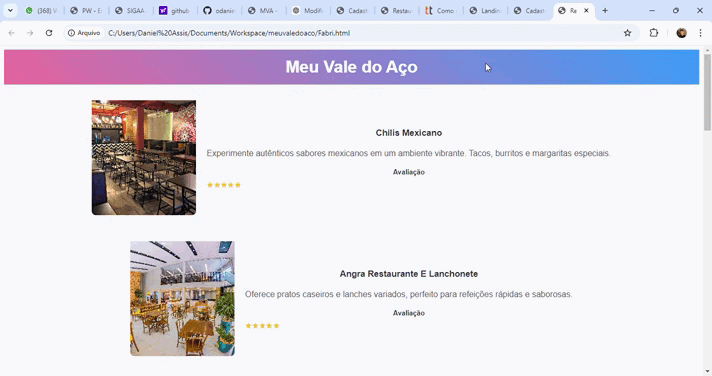 (368) V
PW - E
SIGAA
github
odanie
MVA -
Modifi
Cadast
Restau
Como
Landin
Cadast
Re
Arquivo C:/Users/Daniel%20Assis/Documents/Workspace/meuvaledoaco/Fabri.html
Meu Vale do Aço
Chilis Mexicano
Experimente autênticos sabores mexicanos em um ambiente vibrante. Tacos, burritos e margaritas especiais.
Avaliação
Angra Restaurante E Lanchonete
Oferece pratos caseiros e lanches variados, perfeito para refeições rápidas e saborosas.
Avaliação